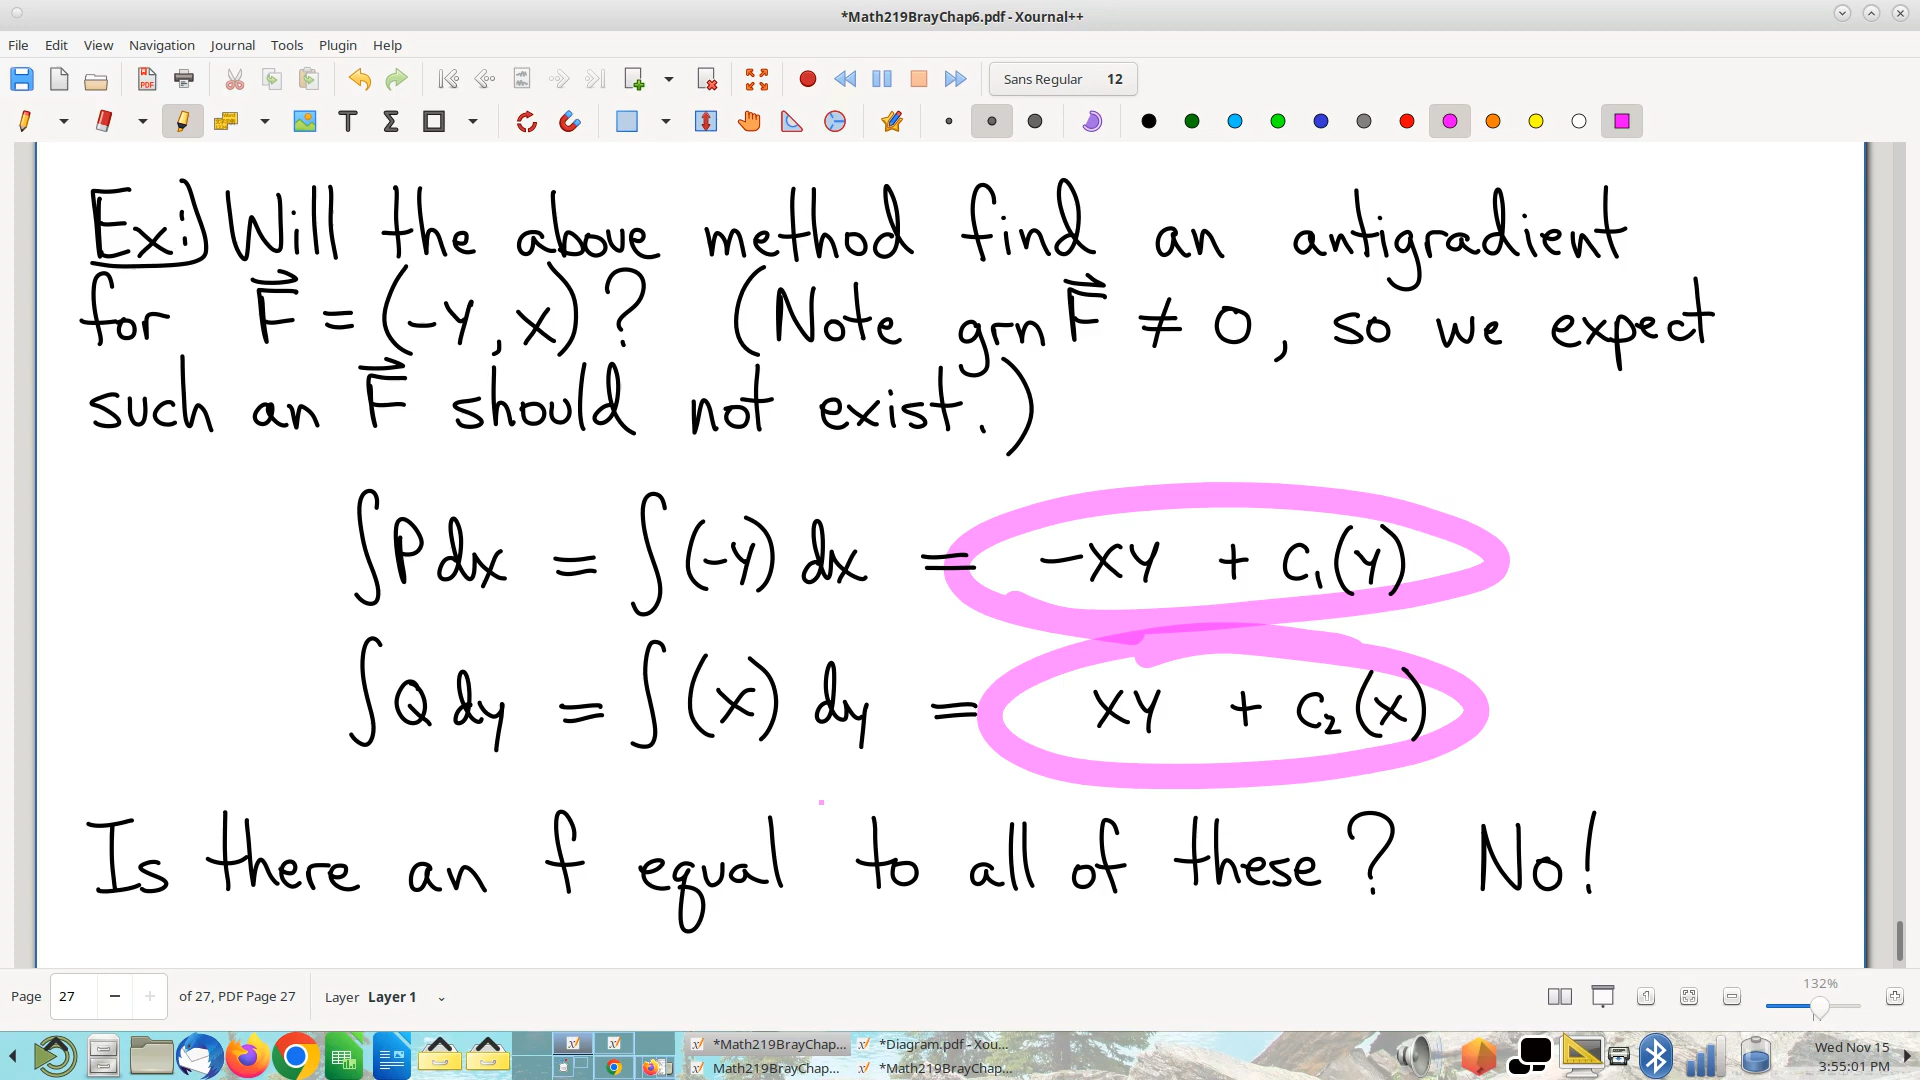 *Math219BrayChap6.pdf - Xournal++
File Edit View Navigation Journal Tools Plugin Help
Sans Regular 12
Ex: Will the above method find an antigradient
for F⃗ = (-y, x)? (Note grn F⃗ ≠ 0, so we expect
such an F⃗ should not exist.)
∫P dx = ∫(-y) dx = -xy + c₁(y)
∫Q dy = ∫(x) dy = xy + c₂(x)
Is there an f equal to all of these? No!
Page 27 of 27, PDF Page 27 Layer Layer 1 132%
*Math219BrayChap... *Diagram.pdf - Xou...
Math219BrayChap... *Math219BrayChap...
Wed Nov 15
3:55:01 PM